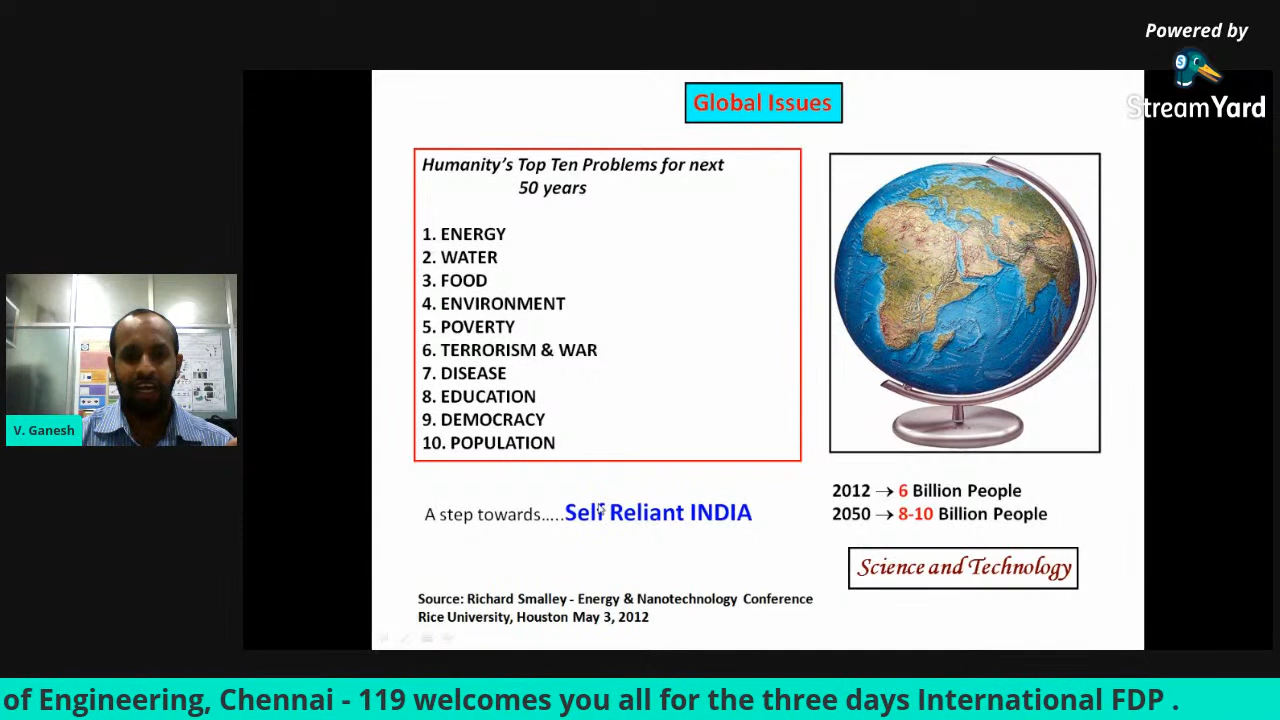 Powered by
StreamYard
Global Issues
Humanity's Top Ten Problems for next
50 years
1. ENERGY
2. WATER
3. FOOD
4. ENVIRONMENT
5. POVERTY
6. TERRORISM & WAR
7. DISEASE
8. EDUCATION
9. DEMOCRACY
10. POPULATION
2012 → 6 Billion People
2050 → 8-10 Billion People
A step towards.....Self Reliant INDIA
Science and Technology
Source: Richard Smalley - Energy & Nanotechnology Conference
Rice University, Houston May 3, 2012
V. Ganesh
of Engineering, Chennai - 119 welcomes you all for the three days International FDP .